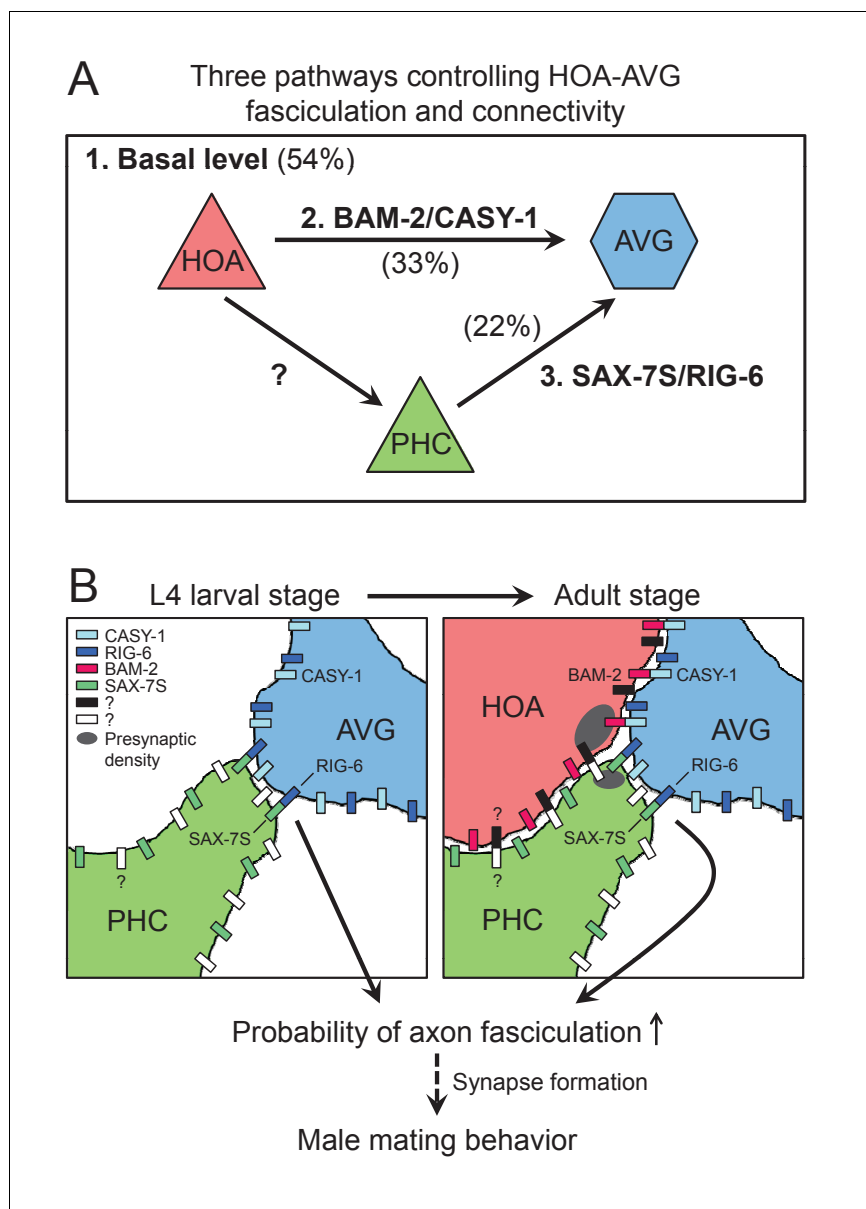 A
Three pathways controlling HOA-AVG
fasciculation and connectivity
1. Basal level (54%)
2. BAM-2/CASY-1
HOA
AVG
(33%)
(22%)
?
3. SAX-7S/RIG-6
PHC
B
L4 larval stage
Adult stage
CASY-1
RIG-6
BAM-2
SAX-7S
?
?
Presynaptic
density
CASY-1
AVG
RIG-6
SAX-7S
?
PHC
BAM-2
CASY-1
HOA
AVG
RIG-6
SAX-7S
?
?
PHC
Probability of axon fasciculation ↑
Synapse formation
Male mating behavior